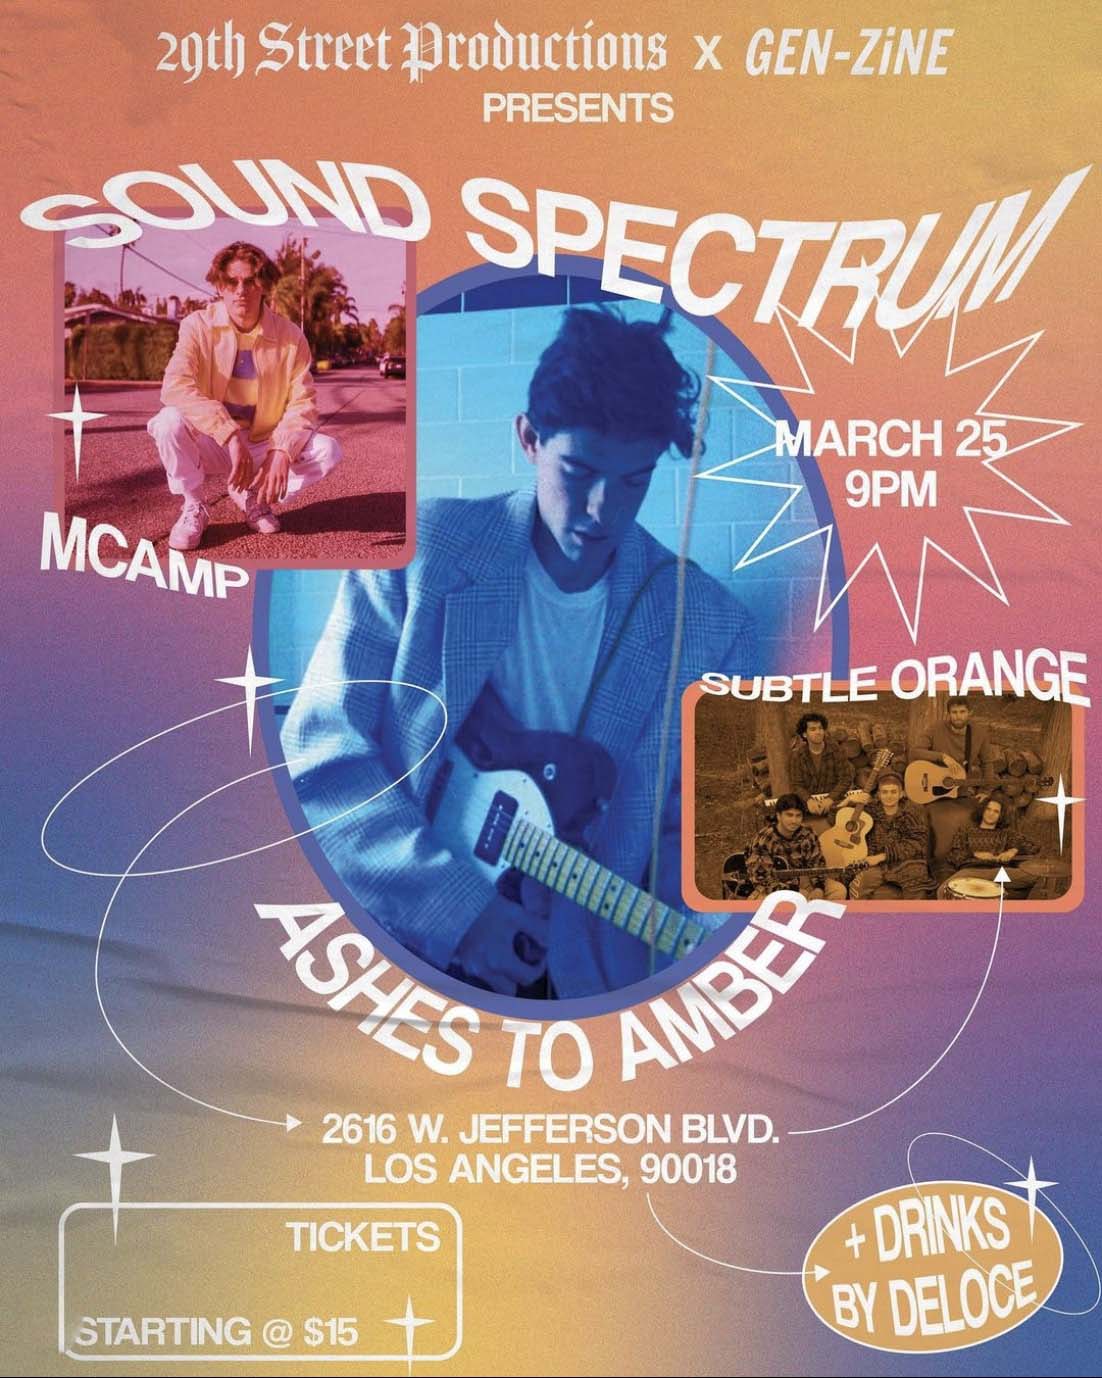 29th Street Productions X GEN-ZiNE
PRESENTS
SOUND SPECTRUM
MARCH 25
9PM
MCAMP
SUBTLE ORANGE
ASHES TO AMBER
2616 W. JEFFERSON BLVD.
LOS ANGELES, 90018
TICKETS
STARTING @ $15
+ DRINKS
BY DELOCE